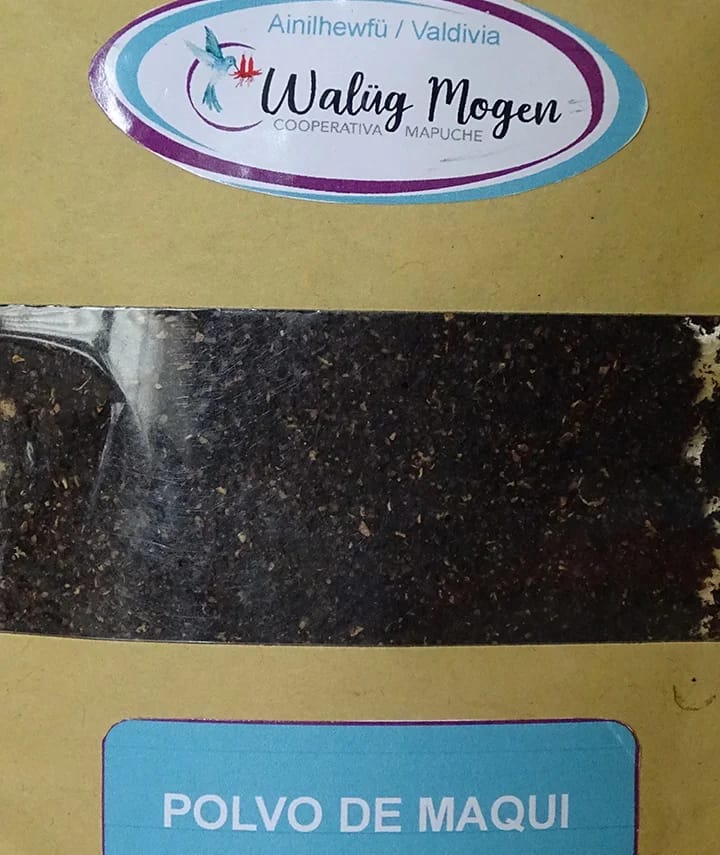 Ainilhewfü / Valdivia
Walüg Mogen
COOPERATIVA MAPUCHE
POLVO DE MAQUI